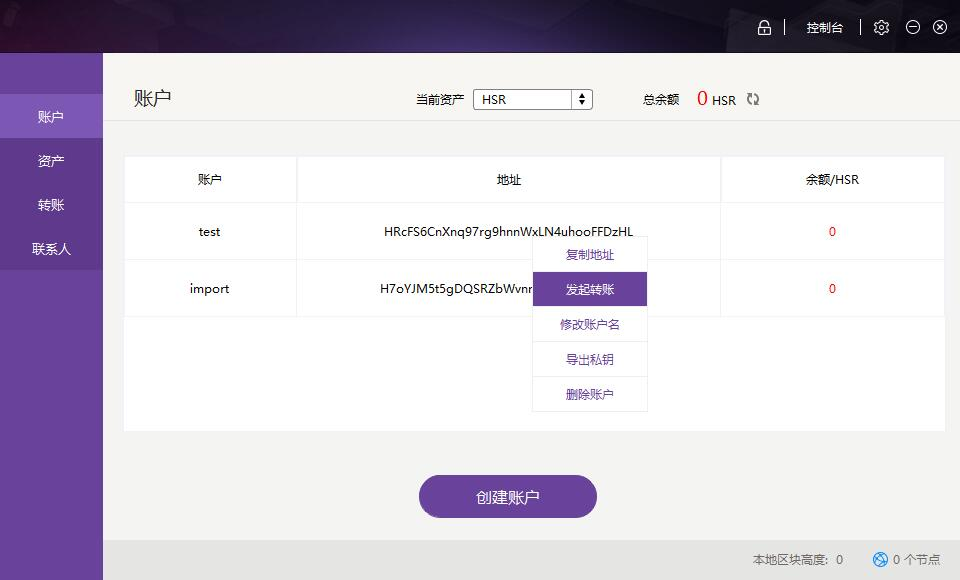 控制台
账户
当前资产 HSR 总余额 0 HSR
账户
资产
转账
联系人
账户 地址 余额/HSR
test HRcFS6CnXnq97rg9hnnWxLN4uhooFFDzHL 0
import 0
复制地址
发起转账
修改账户名
导出私钥
删除账户
创建账户
本地区块高度: 0 0 个节点